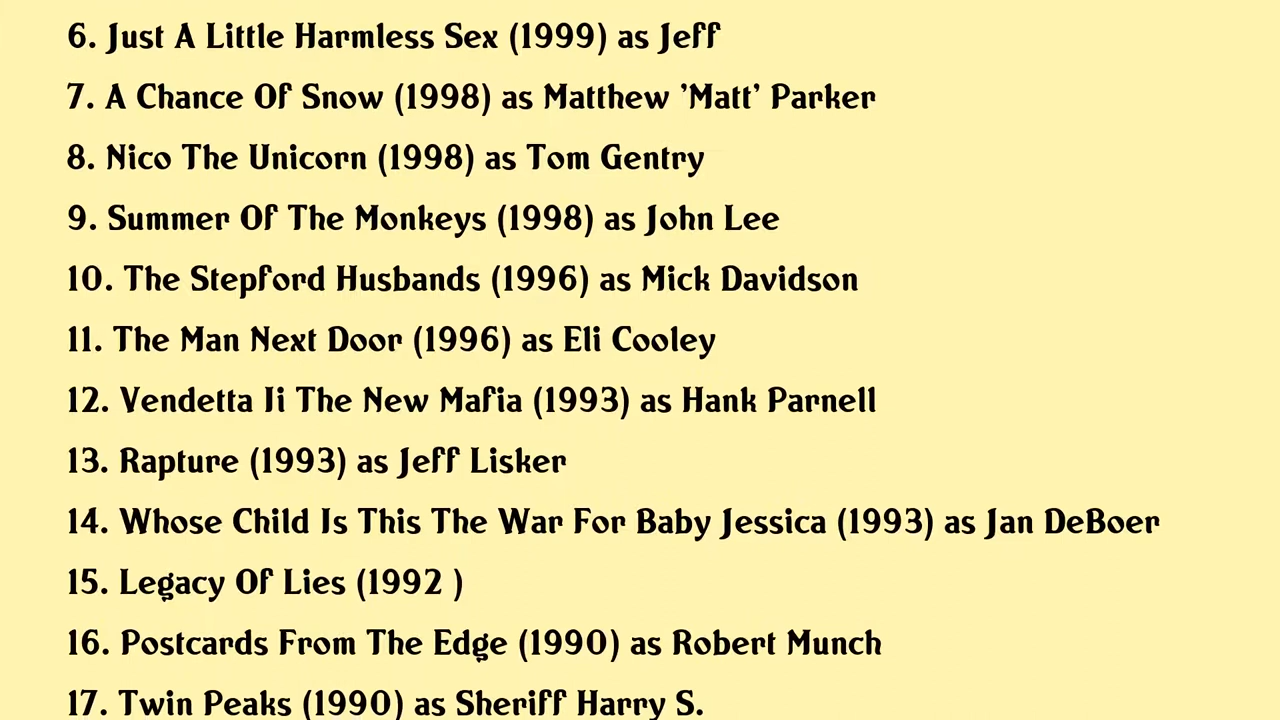 6. Just A Little Harmless Sex (1999) as Jeff
7. A Chance Of Snow (1998) as Matthew 'Matt' Parker
8. Nico The Unicorn (1998) as Tom Gentry
9. Summer Of The Monkeys (1998) as John Lee
10. The Stepford Husbands (1996) as Mick Davidson
11. The Man Next Door (1996) as Eli Cooley
12. Vendetta Ii The New Mafia (1993) as Hank Parnell
13. Rapture (1993) as Jeff Lisker
14. Whose Child Is This The War For Baby Jessica (1993) as Jan DeBoer
15. Legacy Of Lies (1992 )
16. Postcards From The Edge (1990) as Robert Munch
17. Twin Peaks (1990) as Sheriff Harry S.